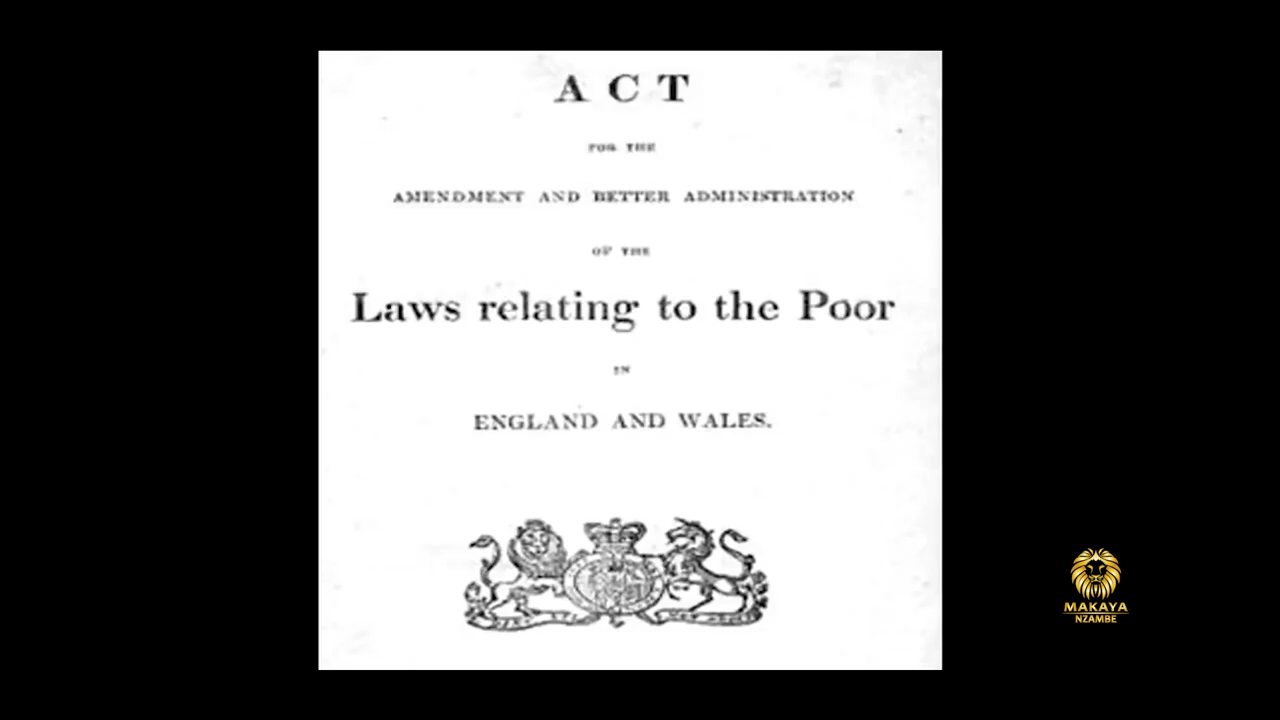 ACT
FOR THE
AMENDMENT AND BETTER ADMINISTRATION
OF THE
Laws relating to the Poor
IN
ENGLAND AND WALES.
MAKAYA
NZAMBE